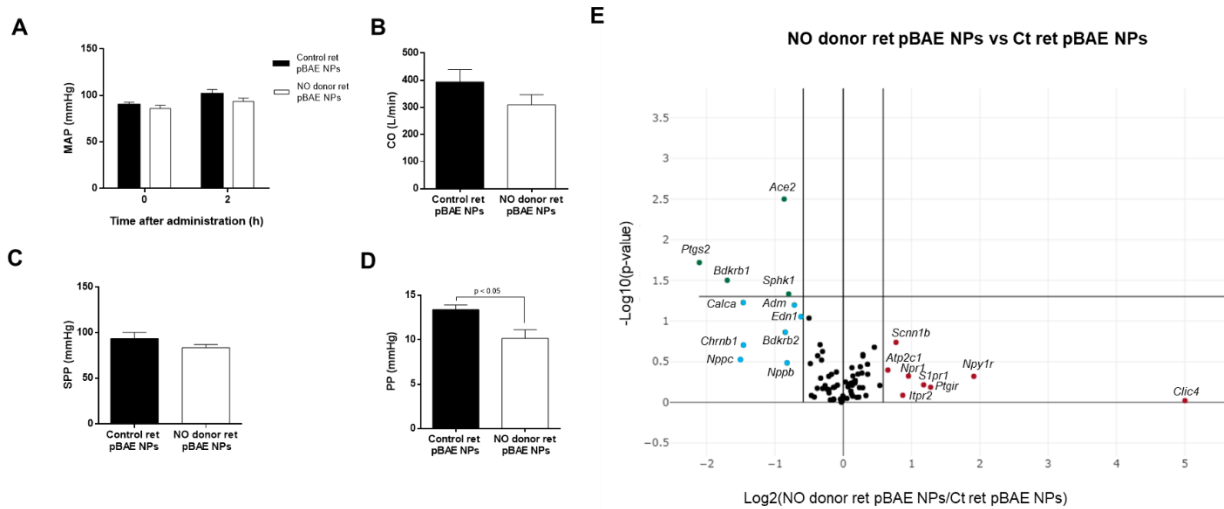 A
MAP (mmHg)
150
100
50
0
0
2
Time after administration (h)
Control ret
pBAE NPs
NO donor ret
pBAE NPs
B
CO (L/min)
500
400
300
200
100
0
Control ret
pBAE NPs
NO donor ret
pBAE NPs
C
SPP
150
100
50
0
Control ret
pBAE NPs
NO donor ret
pBAE NPs
D
PP (mmHg)
15
10
5
0
p < 0.05
Control ret
pBAE NPs
NO donor ret
pBAE NPs
E
NO donor ret pBAE NPs vs Ct ret pBAE NPs
-Log10(p-value)
3.5
3
2.5
2
1.5
1
0.5
0
−0.5
Ace2
Ptgs2
Bdkrb1
Sphk1
Calca
Adm
Edn1
Chrnb1
Bdkrb2
Nppc
Nppb
Scnn1b
Atp2c1
Npr1
Npy1r
S1pr1
Ptgir
Itpr2
Clic4
−2
−1
0
1
2
3
4
5
Log2(NO donor ret pBAE NPs/Ct ret pBAE NPs)